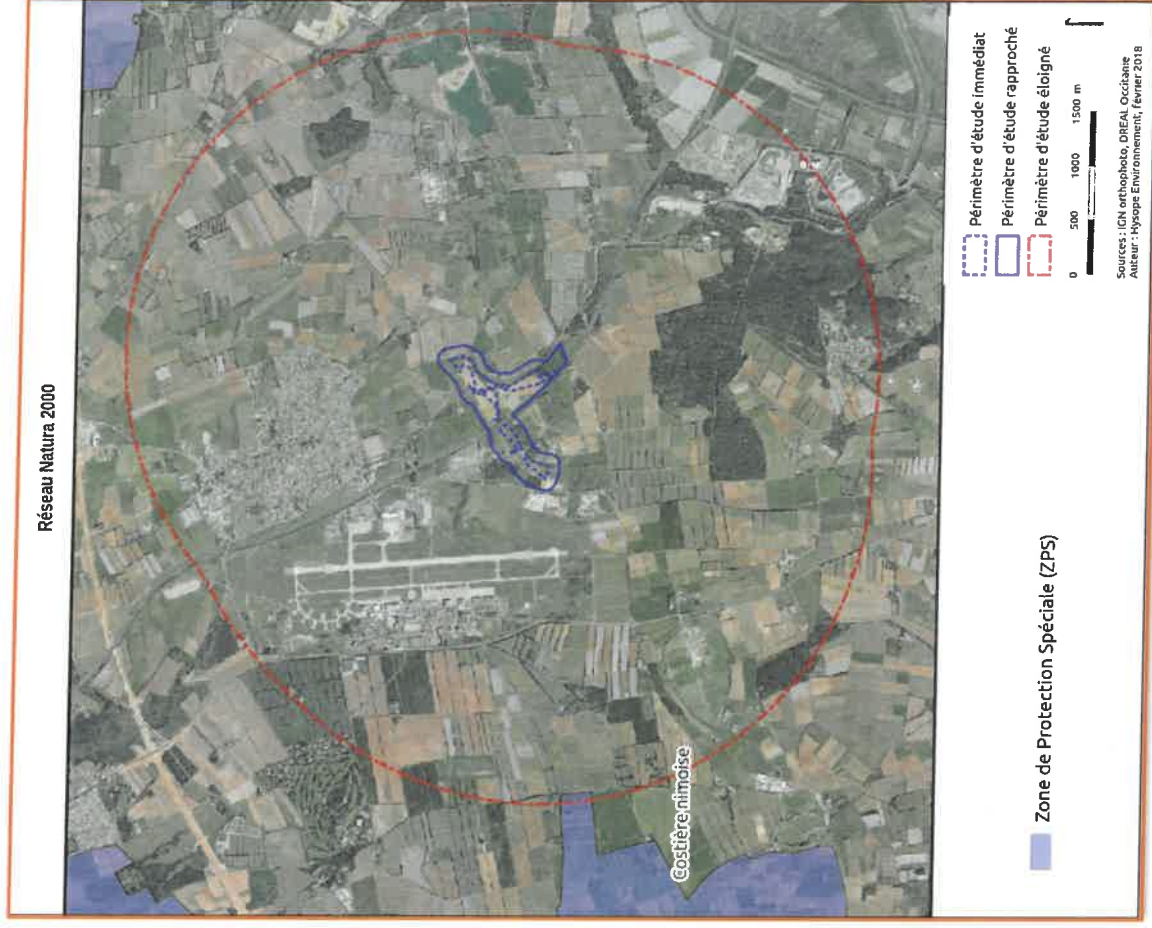 Réseau Natura 2000
Costière nimoise
Zone de Protection Spéciale (ZPS)
Périmètre d'étude immédiat
Périmètre d'étude rapproché
Périmètre d'étude éloigné
0 500 1000 1500 m
Sources : IGN orthophoto, DREAL Occitanie
Auteur : Hysope Environnement, février 2018